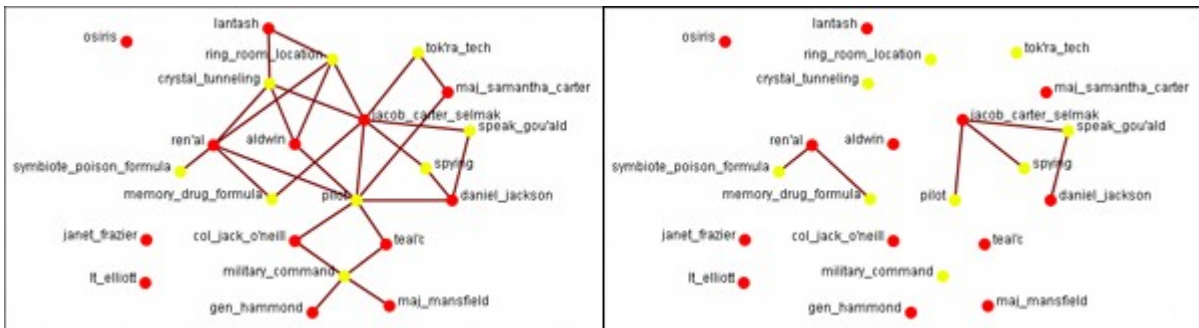 lantash
osiris
ring_room_location
tok'ra_tech
crystal_tunneling
maj_samantha_carter
jacob_carter_selmak
speak_gou'ald
ren'al
aldwin
symbiote_poison_formula
spying
memory_drug_formula
pilot
daniel_jackson
janet_frazier
col_jack_o'neill
teal'c
lt_elliott
military_command
gen_hammond
maj_mansfield
lantash
osiris
ring_room_location
tok'ra_tech
crystal_tunneling
maj_samantha_carter
jacob_carter_selmak
speak_gou'ald
ren'al
aldwin
symbiote_poison_formula
spying
memory_drug_formula
pilot
daniel_jackson
janet_frazier
col_jack_o'neill
teal'c
lt_elliott
military_command
gen_hammond
maj_mansfield